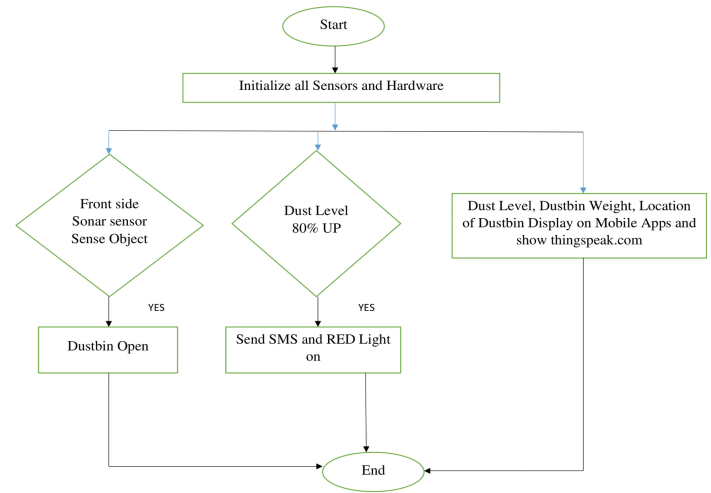 Start
Initialize all Sensors and Hardware
Front side
Sonar sensor
Sense Object
Dust Level
80% UP
Dust Level, Dustbin Weight, Location
of Dustbin Display on Mobile Apps and
show thingspeak.com
YES
YES
Dustbin Open
Send SMS and RED Light
on
End